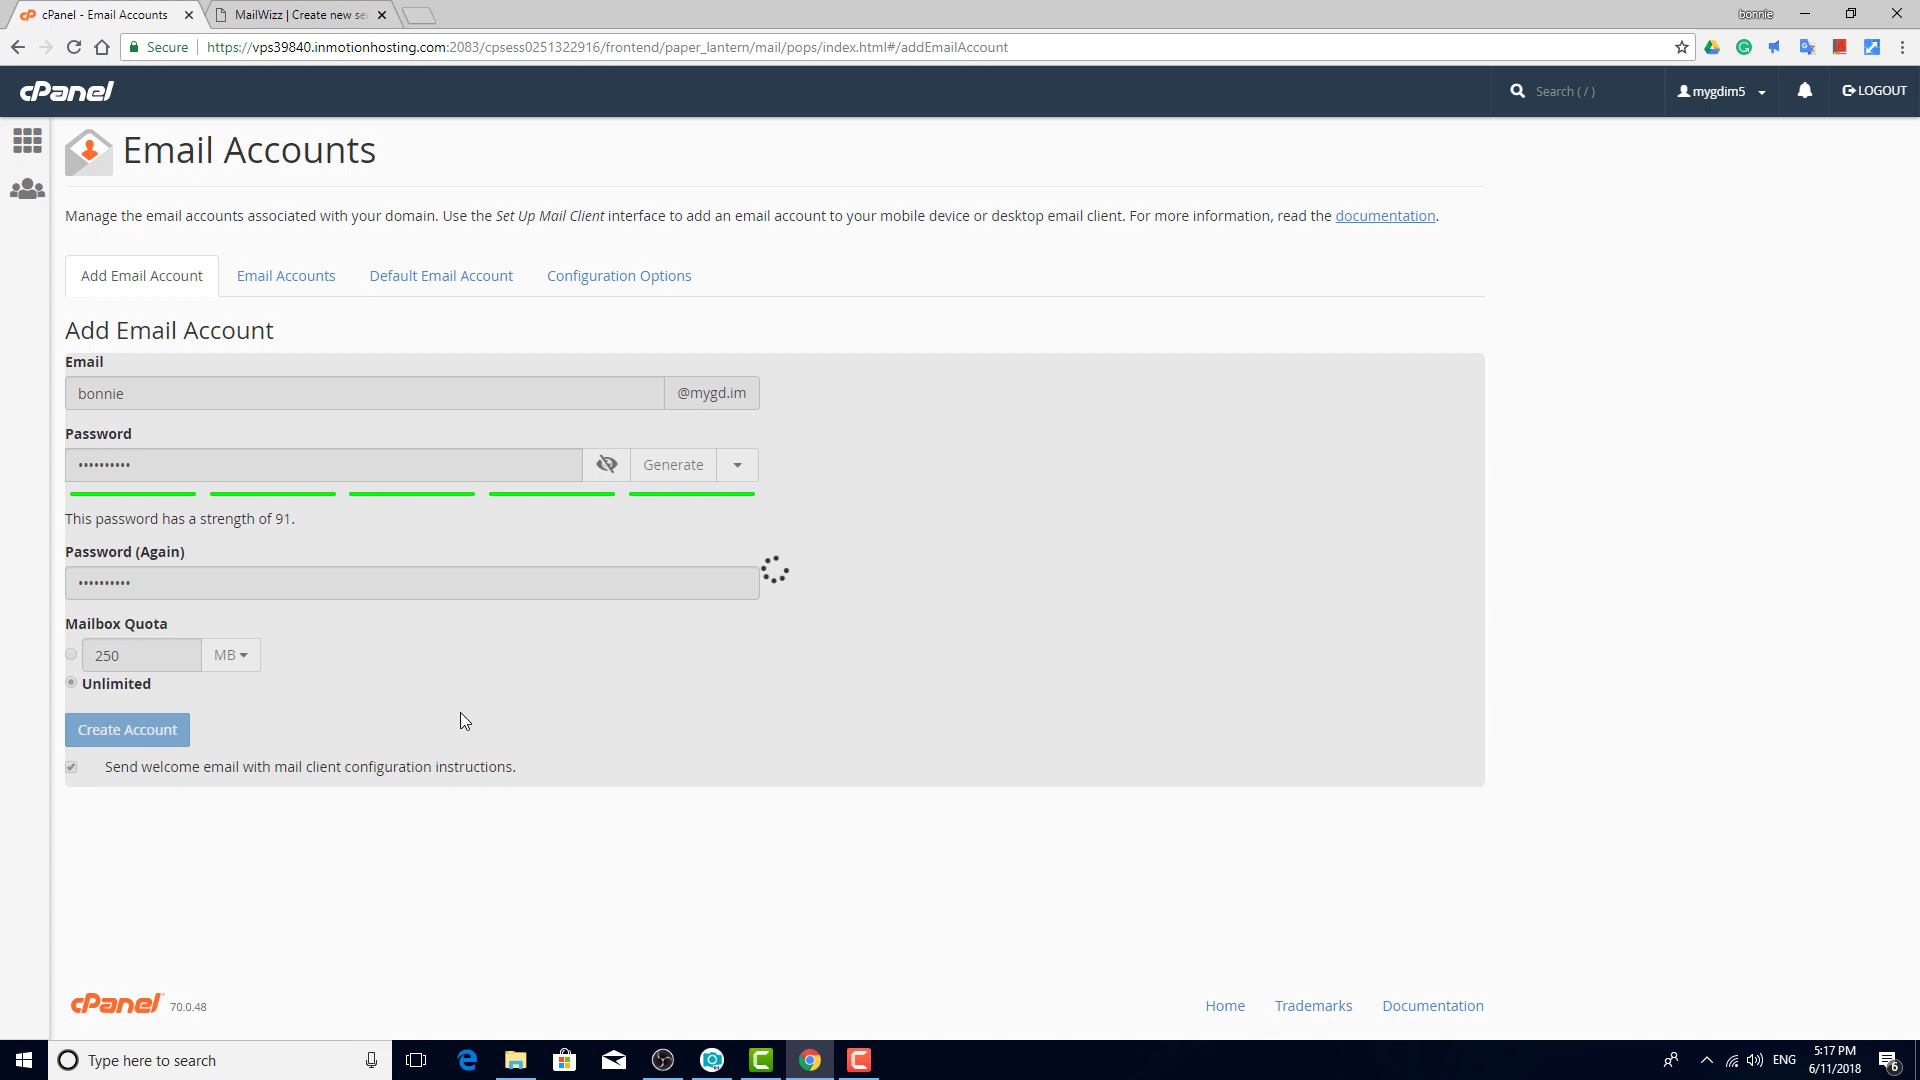 cPanel - Email Accounts
MailWizz | Create new se
bonnie
Secure
https://vps39840.inmotionhosting.com:2083/cpsess0251322916/frontend/paper_lantern/mail/pops/index.html#/addEmailAccount
cPanel
Search ( / )
mygdim5
LOGOUT
Email Accounts
Manage the email accounts associated with your domain. Use the Set Up Mail Client interface to add an email account to your mobile device or desktop email client. For more information, read the documentation.
Add Email Account
Email Accounts
Default Email Account
Configuration Options
Add Email Account
Email
bonnie
@mygd.im
Password
••••••••••
Generate
This password has a strength of 91.
Password (Again)
••••••••••
Mailbox Quota
250
MB
Unlimited
Create Account
Send welcome email with mail client configuration instructions.
cPanel
70.0.48
Home
Trademarks
Documentation
Type here to search
ENG
5:17 PM
6/11/2018
6